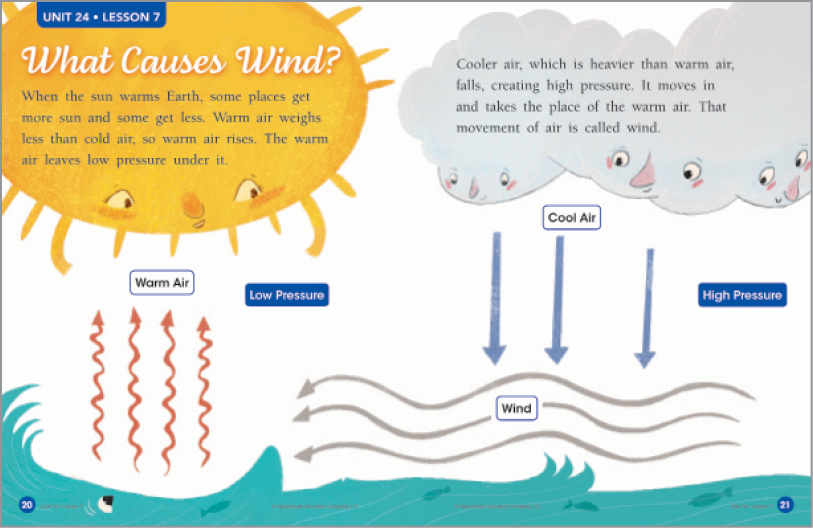 UNIT 24 • LESSON 7
What Causes Wind?
When the sun warms Earth, some places get
more sun and some get less. Warm air weighs
less than cold air, so warm air rises. The warm
air leaves low pressure under it.
Cooler air, which is heavier than warm air,
falls, creating high pressure. It moves in
and takes the place of the warm air. That
movement of air is called wind.
Cool Air
Warm Air
Low Pressure
High Pressure
Wind
20
21